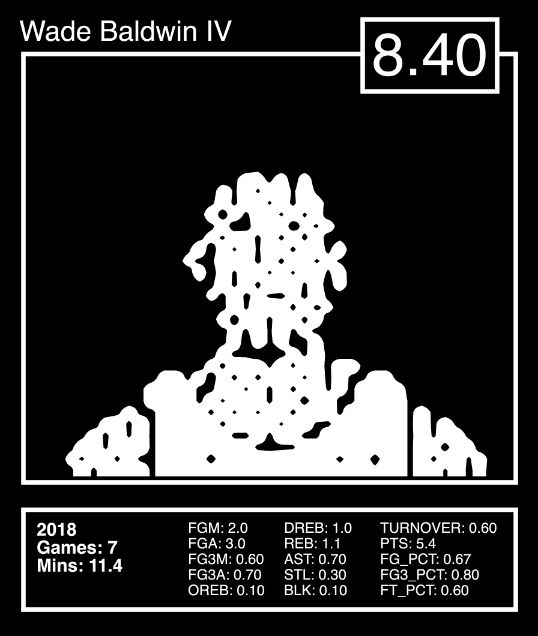 Wade Baldwin IV
8.40
2018
Games: 7
Mins: 11.4
FGM: 2.0
FGA: 3.0
FG3M: 0.60
FG3A: 0.70
OREB: 0.10
DREB: 1.0
REB: 1.1
AST: 0.70
STL: 0.30
BLK: 0.10
TURNOVER: 0.60
PTS: 5.4
FG_PCT: 0.67
FG3_PCT: 0.80
FT_PCT: 0.60